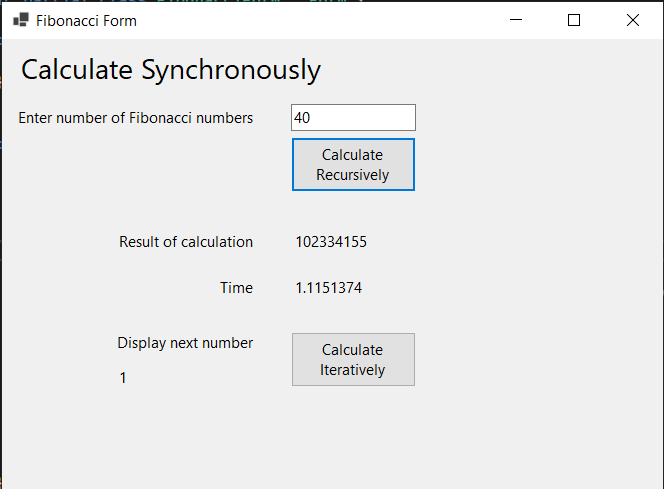 Fibonacci Form
Calculate Synchronously
Enter number of Fibonacci numbers
40
Calculate
Recursively
Result of calculation
102334155
Time
1.1151374
Display next number
Calculate
Iteratively
1